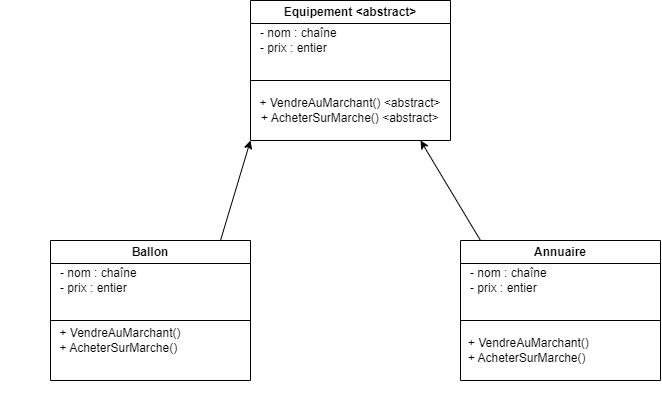 Equipement <abstract>
- nom : chaîne
- prix : entier
+ VendreAuMarchant() <abstract>
+ AcheterSurMarche() <abstract>
Ballon
- nom : chaîne
- prix : entier
+ VendreAuMarchant()
+ AcheterSurMarche()
Annuaire
- nom : chaîne
- prix : entier
+ VendreAuMarchant()
+ AcheterSurMarche()